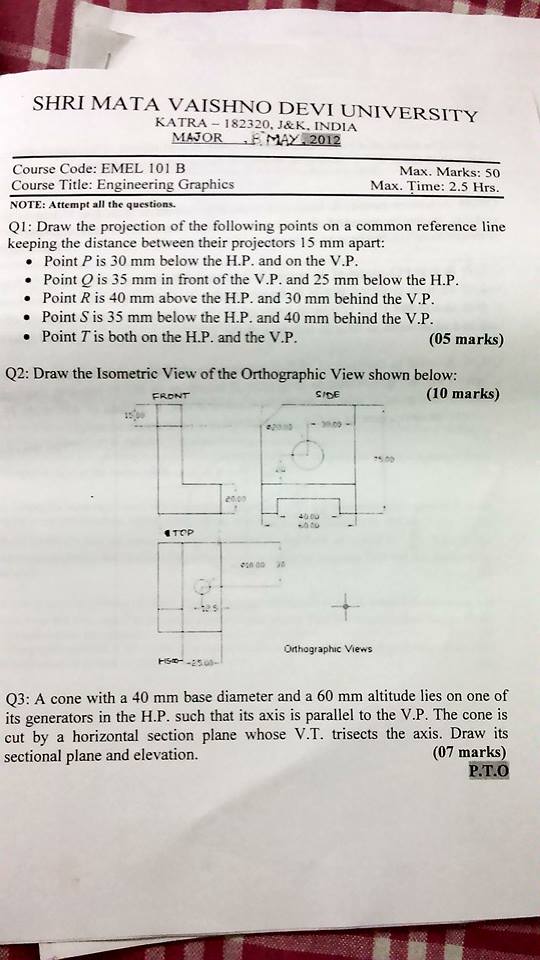 SHRI MATA VAISHNO DEVI UNIVERSITY
KATRA – 182320, J&K, INDIA
MAJOR MAY, 2012
Course Code: EMEL 101 B
Max. Marks: 50
Course Title: Engineering Graphics
Max. Time: 2.5 Hrs.
NOTE: Attempt all the questions.
Q1: Draw the projection of the following points on a common reference line
keeping the distance between their projectors 15 mm apart:
• Point P is 30 mm below the H.P. and on the V.P.
• Point Q is 35 mm in front of the V.P. and 25 mm below the H.P.
• Point R is 40 mm above the H.P. and 30 mm behind the V.P.
• Point S is 35 mm below the H.P. and 40 mm behind the V.P.
• Point T is both on the H.P. and the V.P.
(05 marks)
Q2: Draw the Isometric View of the Orthographic View shown below:
(10 marks)
FRONT
SIDE
15.00
ø20.00
30.00
75.00
20.00
40.00
60.00
TOP
ø10.00
30
12.5
25.00
Orthographic Views
Q3: A cone with a 40 mm base diameter and a 60 mm altitude lies on one of
its generators in the H.P. such that its axis is parallel to the V.P. The cone is
cut by a horizontal section plane whose V.T. trisects the axis. Draw its
sectional plane and elevation.
(07 marks)
P.T.O